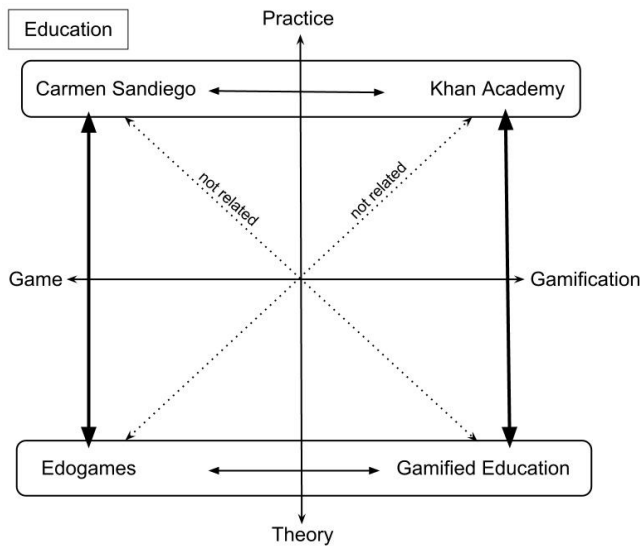 Education
Practice
Carmen Sandiego
Khan Academy
not related
not related
Game
Gamification
Edogames
Gamified Education
Theory